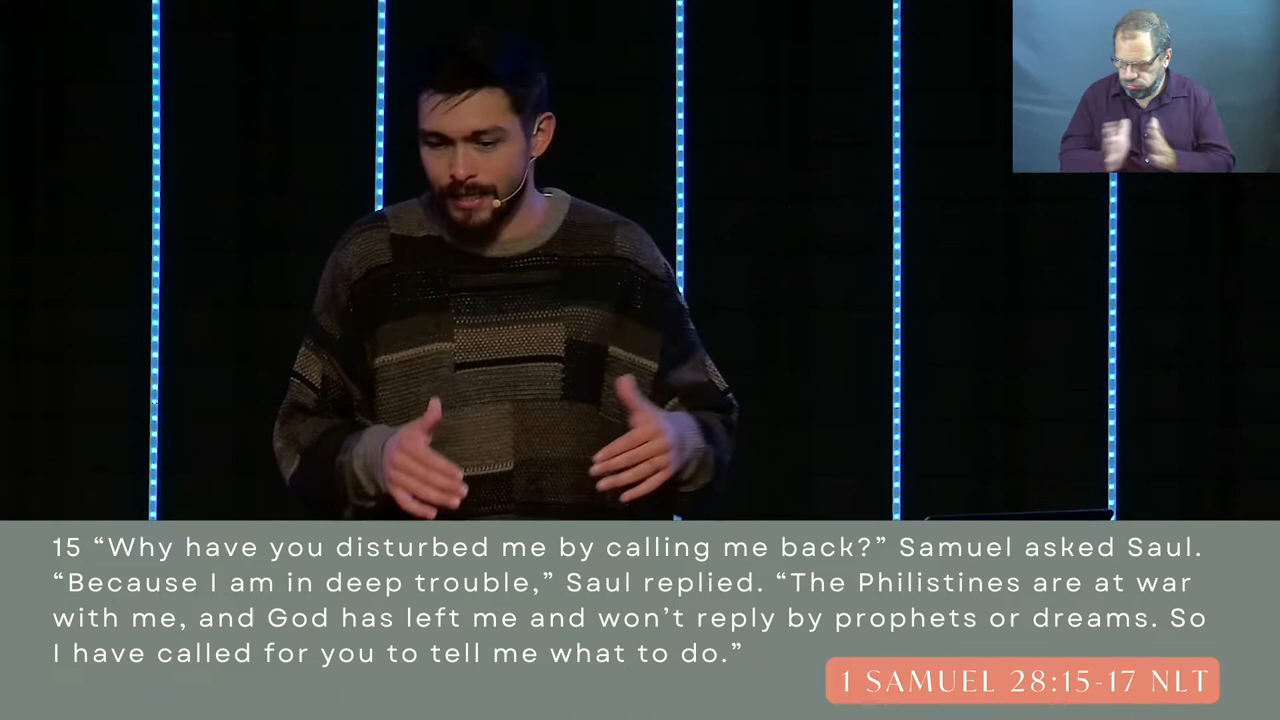 15 “Why have you disturbed me by calling me back?” Samuel asked Saul.
“Because I am in deep trouble,” Saul replied. “The Philistines are at war
with me, and God has left me and won’t reply by prophets or dreams. So
I have called for you to tell me what to do.”
1 SAMUEL 28:15-17 NLT